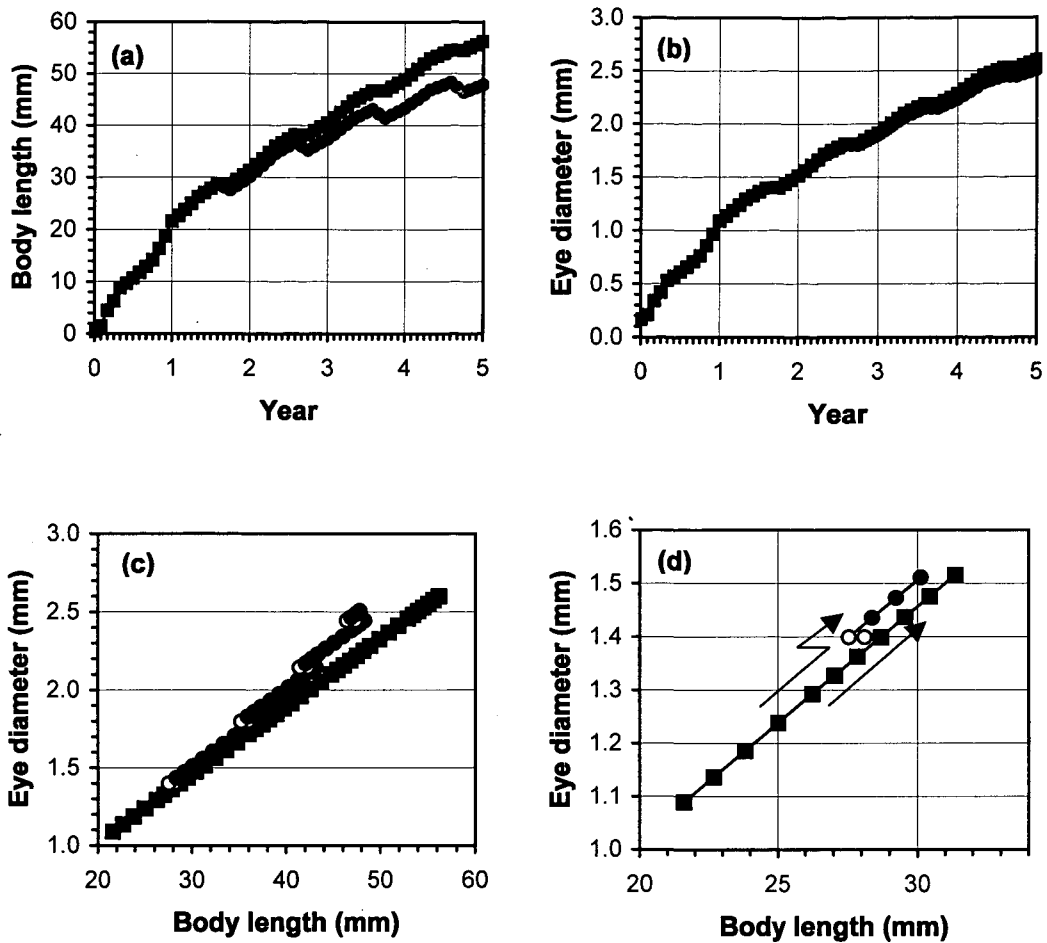 (a)
Body length (mm)
60
50
40
30
20
10
0
0 1 2 3 4 5
Year
(b)
Eye diameter (mm)
3.0
2.5
2.0
1.5
1.0
0.5
0.0
0 1 2 3 4 5
Year
(c)
Eye diameter (mm)
3.0
2.5
2.0
1.5
1.0
20 30 40 50 60
Body length (mm)
(d)
Eye diameter (mm)
1.6
1.5
1.4
1.3
1.2
1.1
1.0
20 25 30
Body length (mm)